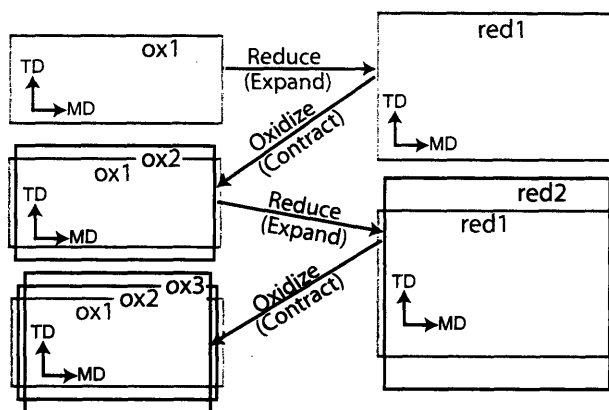 ox1
TD
MD
Reduce
(Expand)
red1
TD
MD
Oxidize
(Contract)
ox2
ox1
TD
MD
Reduce
(Expand)
red2
red1
TD
MD
Oxidize
(Contract)
ox3
ox2
ox1
TD
MD